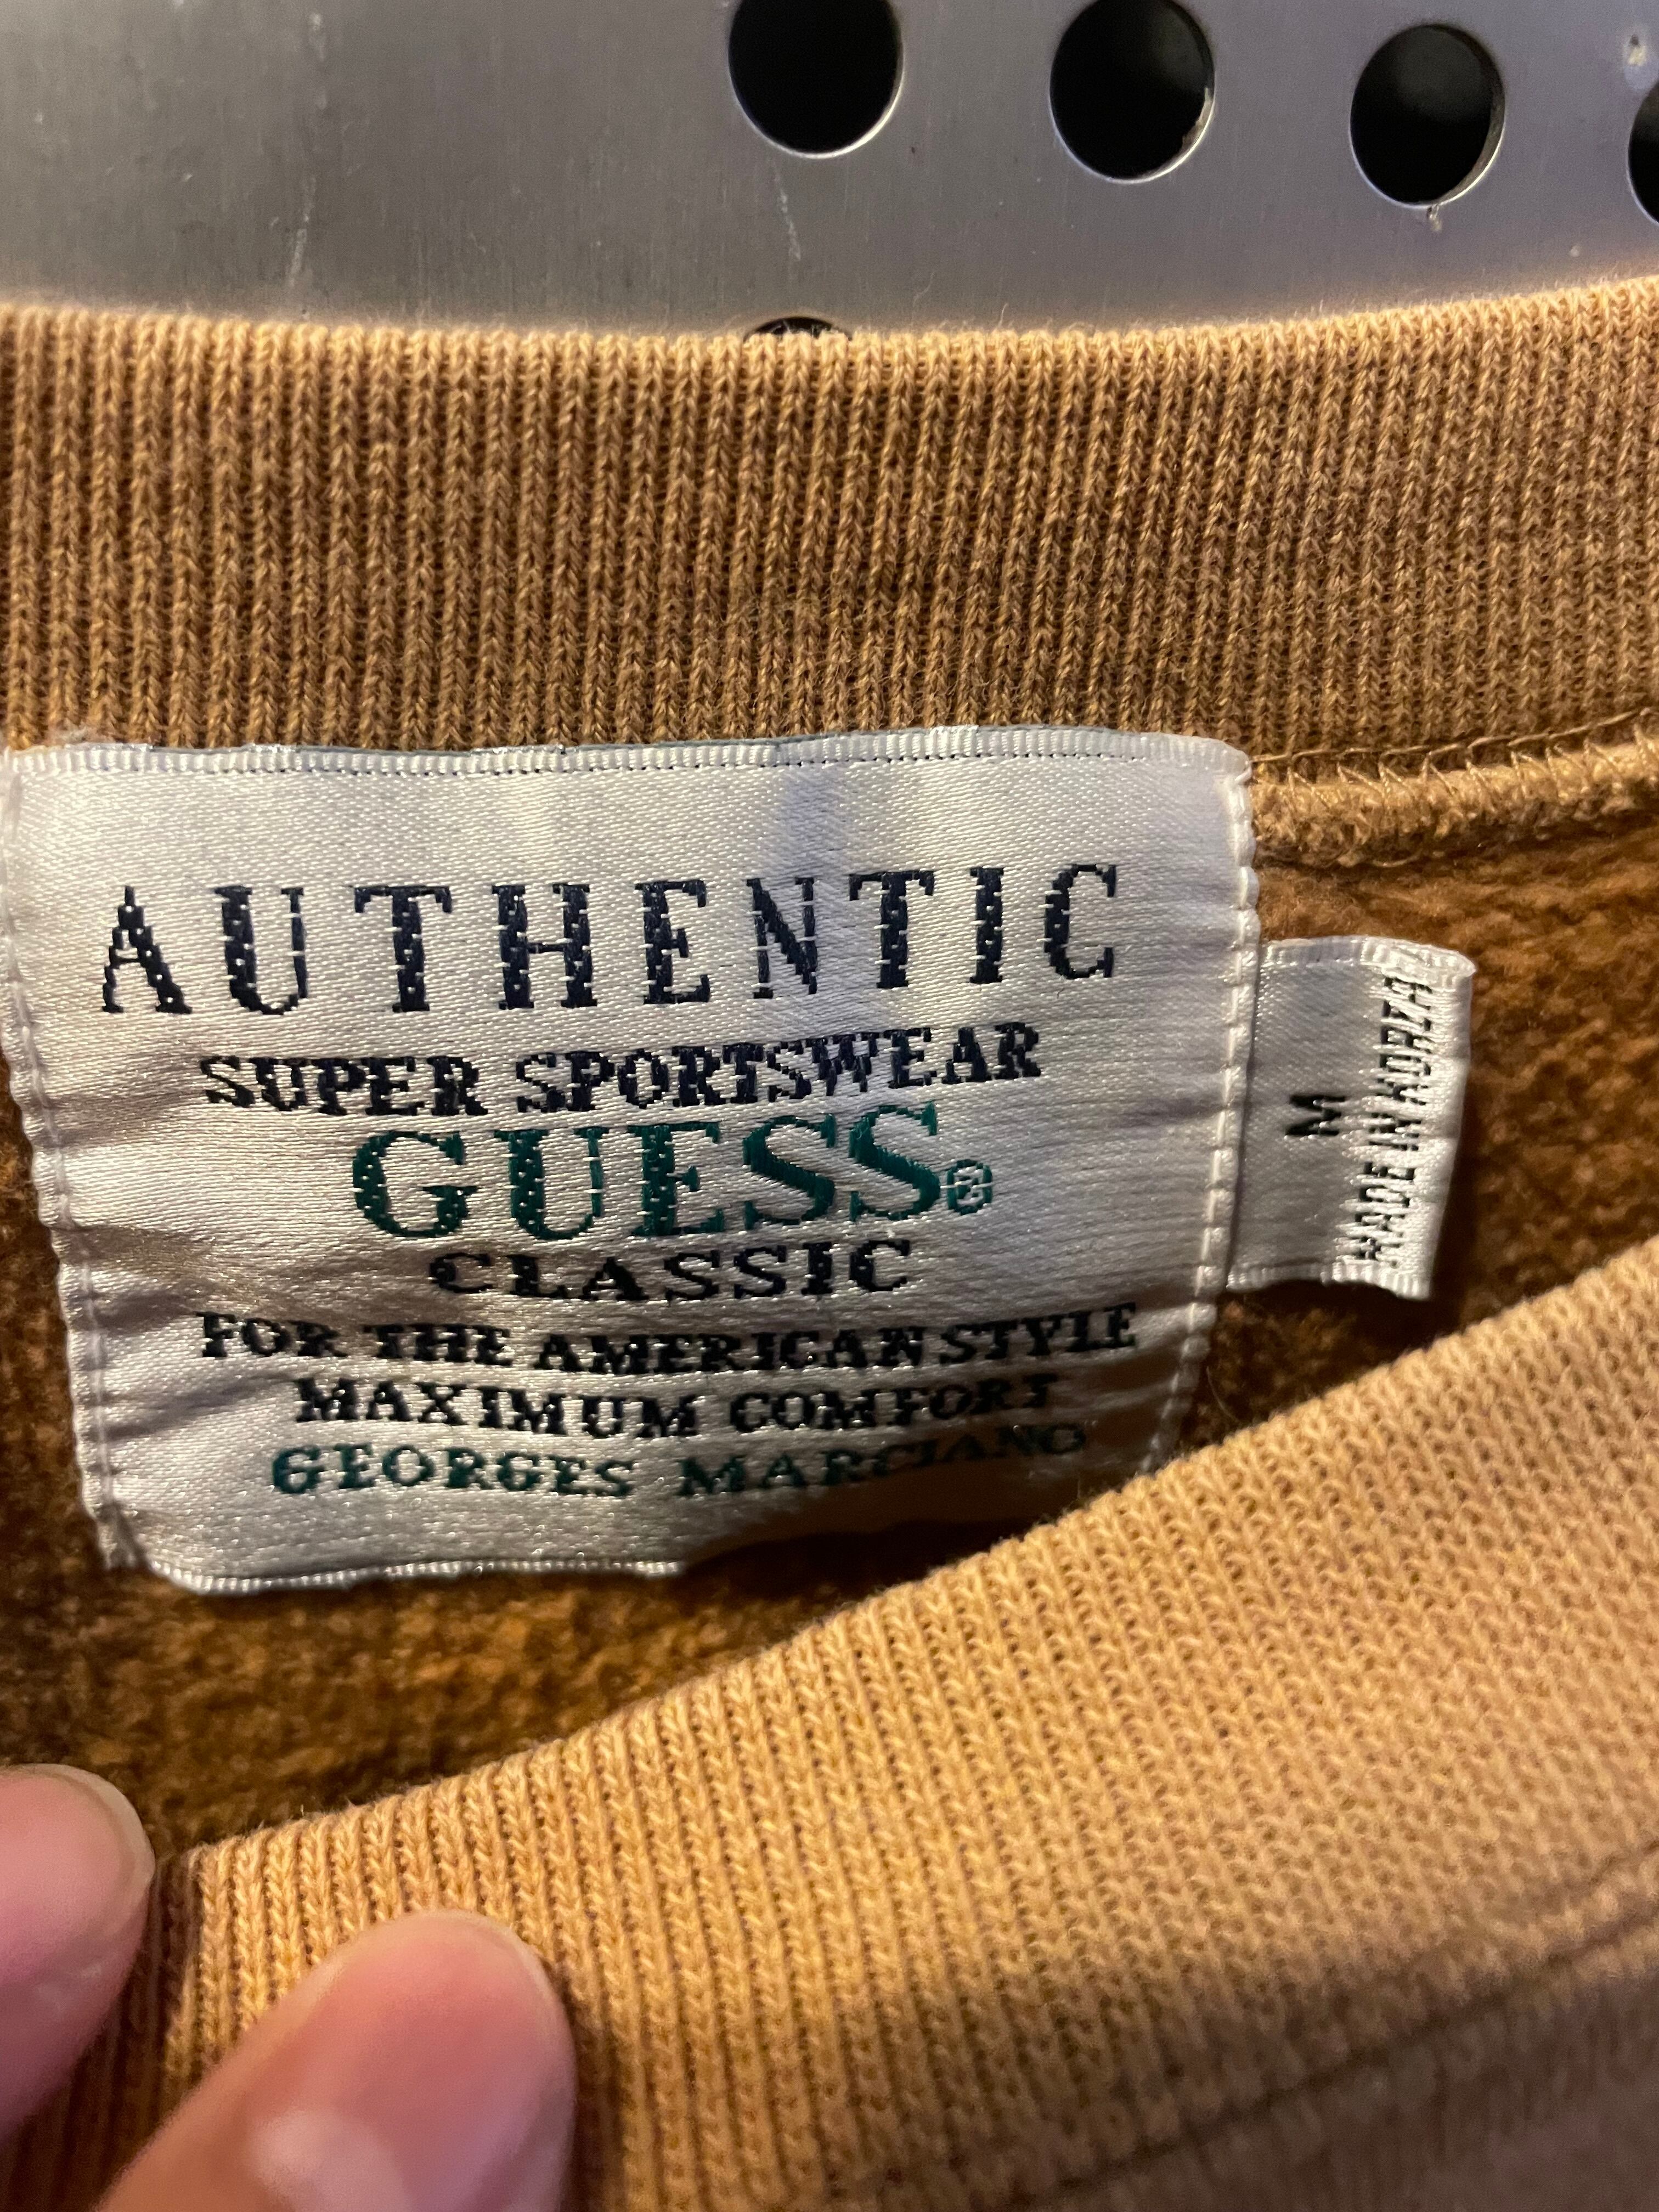 AUTHENTIC
SUPER SPORTSWEAR
GUESS®
CLASSIC
FOR THE AMERICAN STYLE
MAXIMUM COMFORT
GEORGES MARCIANO
M
MADE IN KOREA